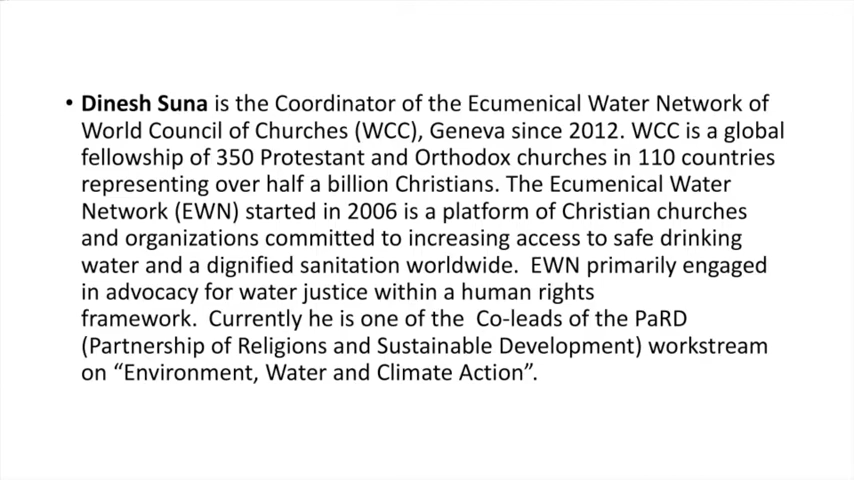 • Dinesh Suna is the Coordinator of the Ecumenical Water Network of
World Council of Churches (WCC), Geneva since 2012. WCC is a global
fellowship of 350 Protestant and Orthodox churches in 110 countries
representing over half a billion Christians. The Ecumenical Water
Network (EWN) started in 2006 is a platform of Christian churches
and organizations committed to increasing access to safe drinking
water and a dignified sanitation worldwide.  EWN primarily engaged
in advocacy for water justice within a human rights
framework.  Currently he is one of the  Co-leads of the PaRD
(Partnership of Religions and Sustainable Development) workstream
on “Environment, Water and Climate Action”.